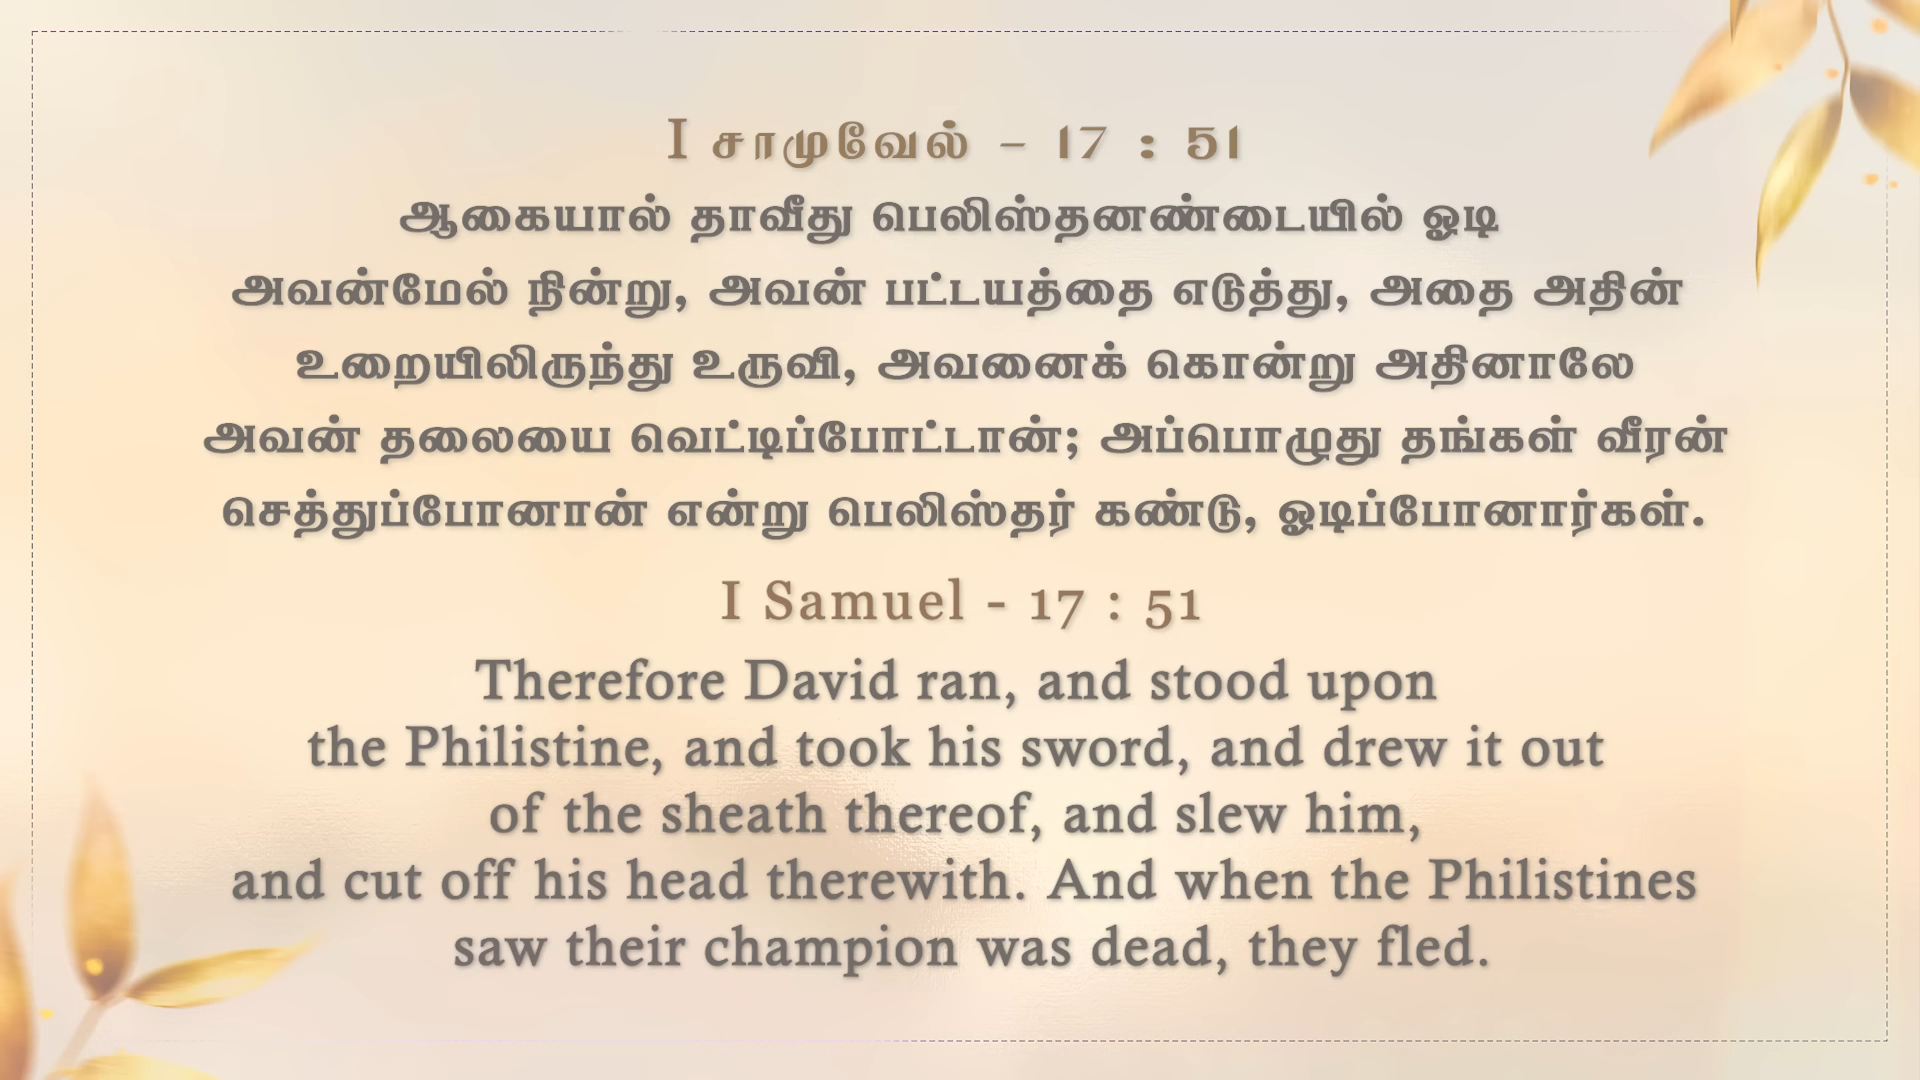 I சாமுவேல் - 17 : 51
ஆகையால் தாவீது பெலிஸ்தனண்டையில் ஓடி
அவன்மேல் நின்று, அவன் பட்டயத்தை எடுத்து, அதை அதின்
உறையிலிருந்து உருவி, அவனைக் கொன்று அதினாலே
அவன் தலையை வெட்டிப்போட்டான்; அப்பொழுது தங்கள் வீரன்
செத்துப்போனான் என்று பெலிஸ்தர் கண்டு, ஓடிப்போனார்கள்.
I Samuel - 17 : 51
Therefore David ran, and stood upon
the Philistine, and took his sword, and drew it out
of the sheath thereof, and slew him,
and cut off his head therewith. And when the Philistines
saw their champion was dead, they fled.